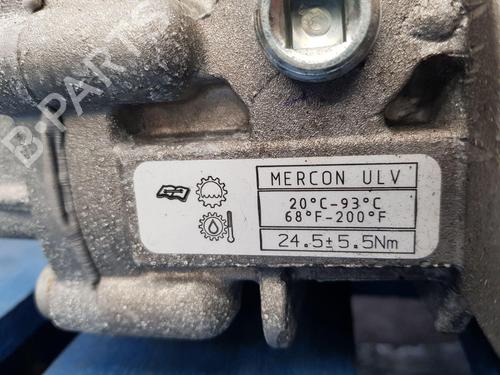 B-PARTS
MERCON ULV
20°C-93°C
68°F-200°F
24.5±5.5Nm